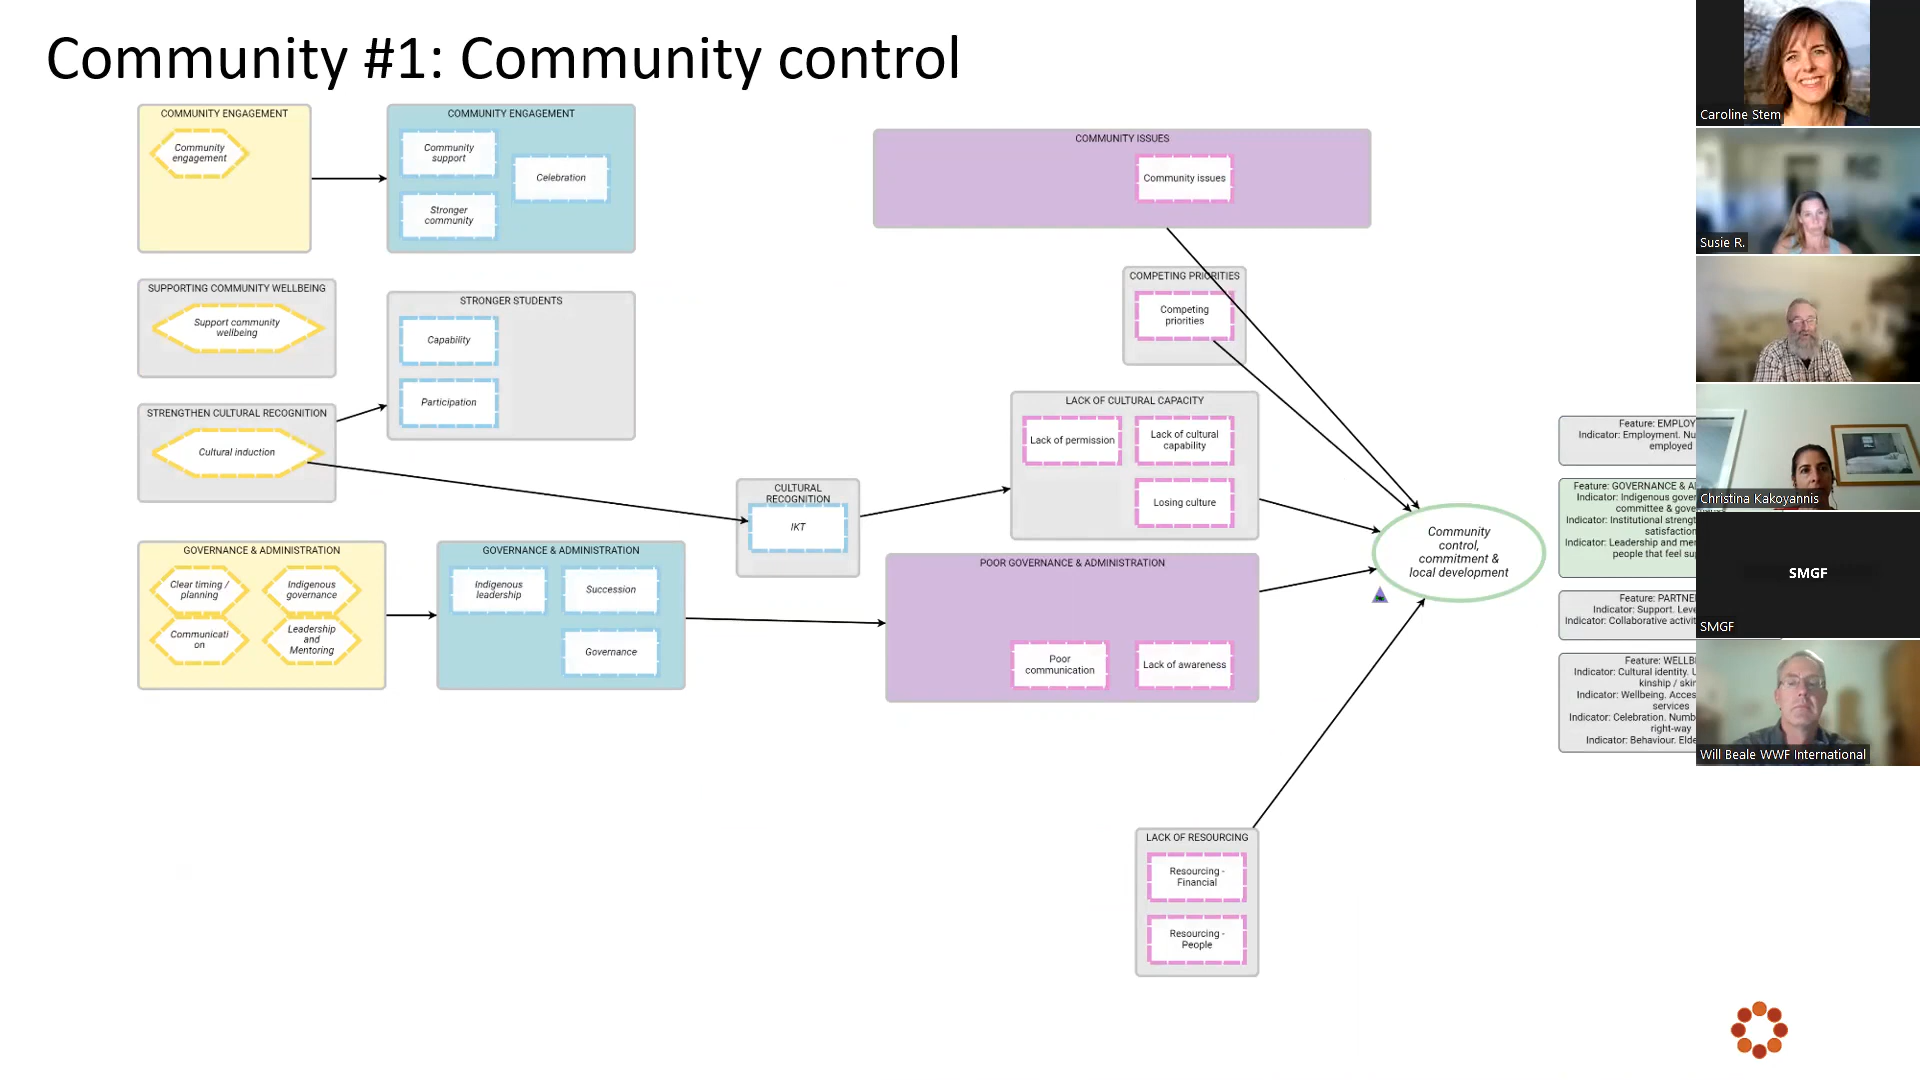 Community #1: Community control
COMMUNITY ENGAGEMENT
Community
engagement
COMMUNITY ENGAGEMENT
Community
support
Celebration
Stronger
community
COMMUNITY ISSUES
Community issues
SUPPORTING COMMUNITY WELLBEING
Support community
wellbeing
STRONGER STUDENTS
Capability
Participation
COMPETING PRIORITIES
Competing
priorities
STRENGTHEN CULTURAL RECOGNITION
Cultural induction
CULTURAL
RECOGNITION
IKT
LACK OF CULTURAL CAPACITY
Lack of permission
Lack of cultural
capability
Losing culture
GOVERNANCE & ADMINISTRATION
Clear timing /
planning
Indigenous
governance
Communicati
on
Leadership
and
Mentoring
GOVERNANCE & ADMINISTRATION
Indigenous
leadership
Succession
Governance
POOR GOVERNANCE & ADMINISTRATION
Poor
communication
Lack of awareness
LACK OF RESOURCING
Resourcing -
Financial
Resourcing -
People
Community
control,
commitment &
local development
Feature: EMPLOY
Indicator: Employment. Nu
employed
Feature: GOVERNANCE & A
Indicator: Indigenous gove
committee & gove
Indicator: Institutional streng
satisfaction
Indicator: Leadership and me
people that feel su
Feature: PARTNE
Indicator: Support. Leve
Indicator: Collaborative activit
Feature: WELLB
Indicator: Cultural identity. U
kinship / skin
Indicator: Wellbeing. Acces
services
Indicator: Celebration. Numb
right-way
Indicator: Behaviour. Elde
Caroline Stem
Susie R.
Christina Kakoyannis
SMGF
SMGF
Will Beale WWF International